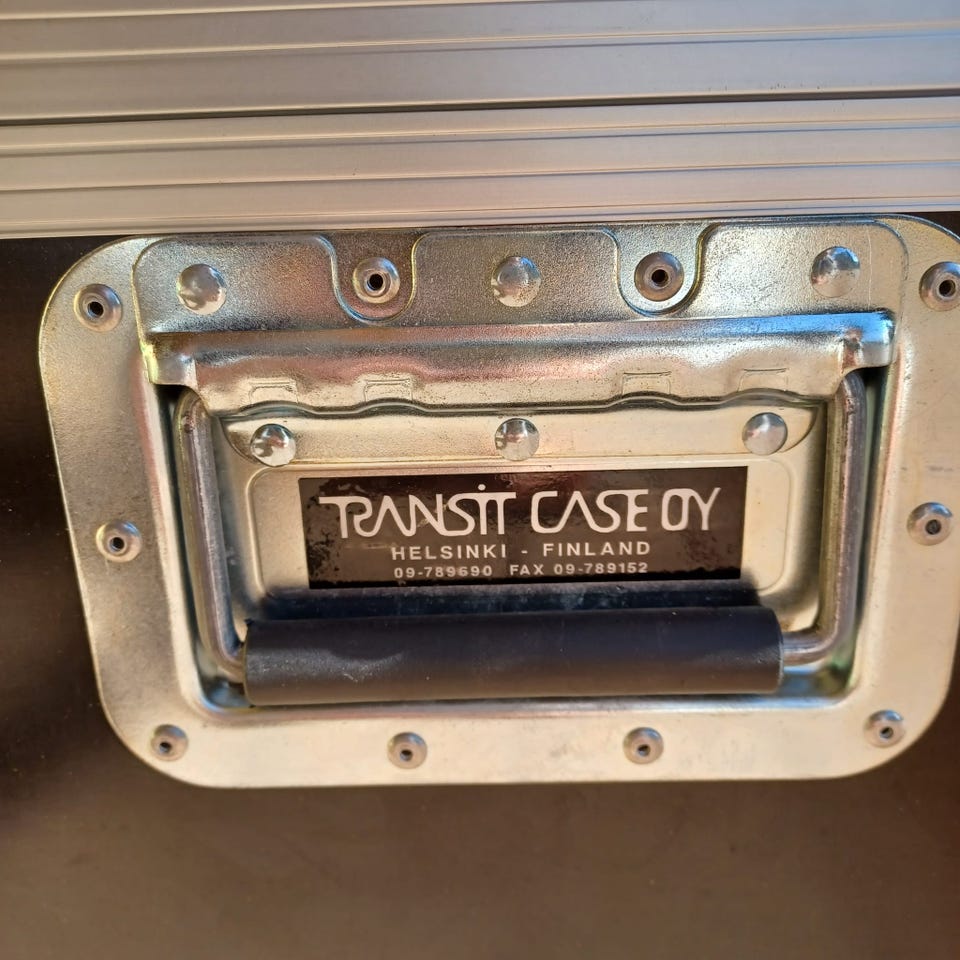 TRANSiT CASE OY
HELSINKI - FINLAND
09-789690 FAX 09-789152